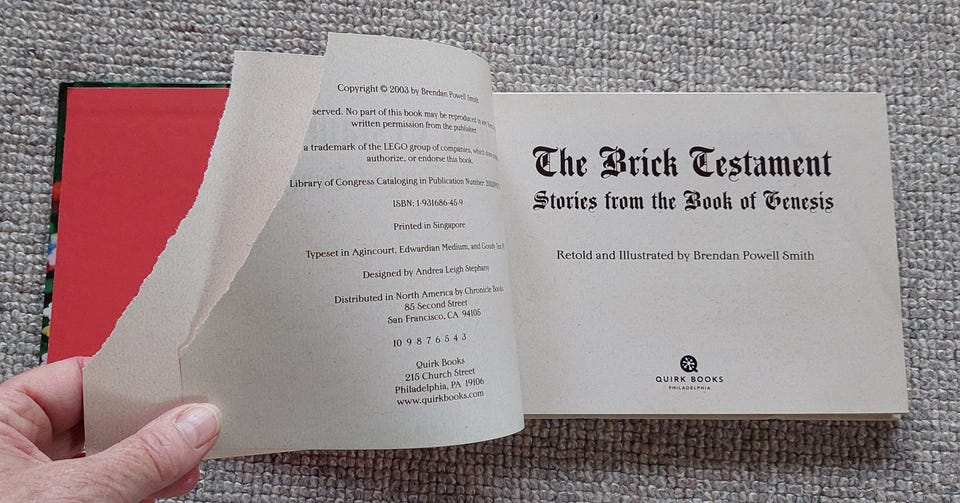 Copyright © 2003 by Brendan Powell Smith
served. No part of this book may be reproduced in any
written permission from the publisher.
a trademark of the LEGO group of companies, which does
authorize, or endorse this book.
Library of Congress Cataloging in Publication Number:
ISBN: 1-931686-45-9
Printed in Singapore
Typeset in Agincourt, Edwardian Medium, and Goudy
Designed by Andrea Leigh Stephany
Distributed in North America by Chronicle Books
85 Second Street
San Francisco, CA 94105
10 9 8 7 6 5 4 3
Quirk Books
215 Church Street
Philadelphia, PA 19106
www.quirkbooks.com
The Brick Testament
Stories from the Book of Genesis
Retold and Illustrated by Brendan Powell Smith
QUIRK BOOKS
PHILADELPHIA